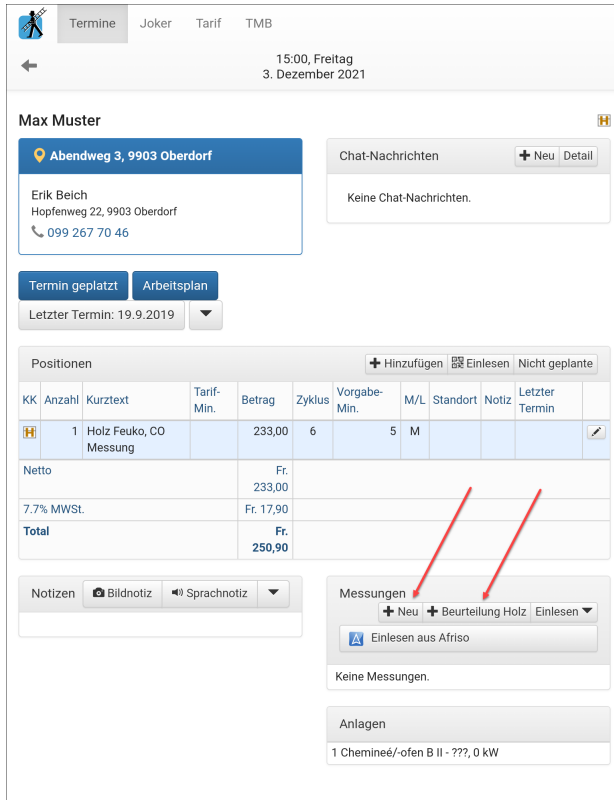 Termine Joker Tarif TMB
15:00, Freitag
3. Dezember 2021
Max Muster
Abendweg 3, 9903 Oberdorf
Erik Beich
Hopfenweg 22, 9903 Oberdorf
099 267 70 46
Chat-Nachrichten Neu Detail
Keine Chat-Nachrichten.
Termin geplatzt Arbeitsplan
Letzter Termin: 19.9.2019
Positionen Hinzufügen Einlesen Nicht geplante
KK Anzahl Kurztext Tarif-Min. Betrag Zyklus Vorgabe-Min. M/L Standort Notiz Letzter Termin
H 1 Holz Feuko, CO Messung 233,00 6 5 M
Netto Fr. 233,00
7.7% MWSt. Fr. 17,90
Total Fr. 250,90
Notizen Bildnotiz Sprachnotiz
Messungen
Neu Beurteilung Holz Einlesen
Einlesen aus Afriso
Keine Messungen.
Anlagen
1 Chemineé/-ofen B II - ???, 0 kW